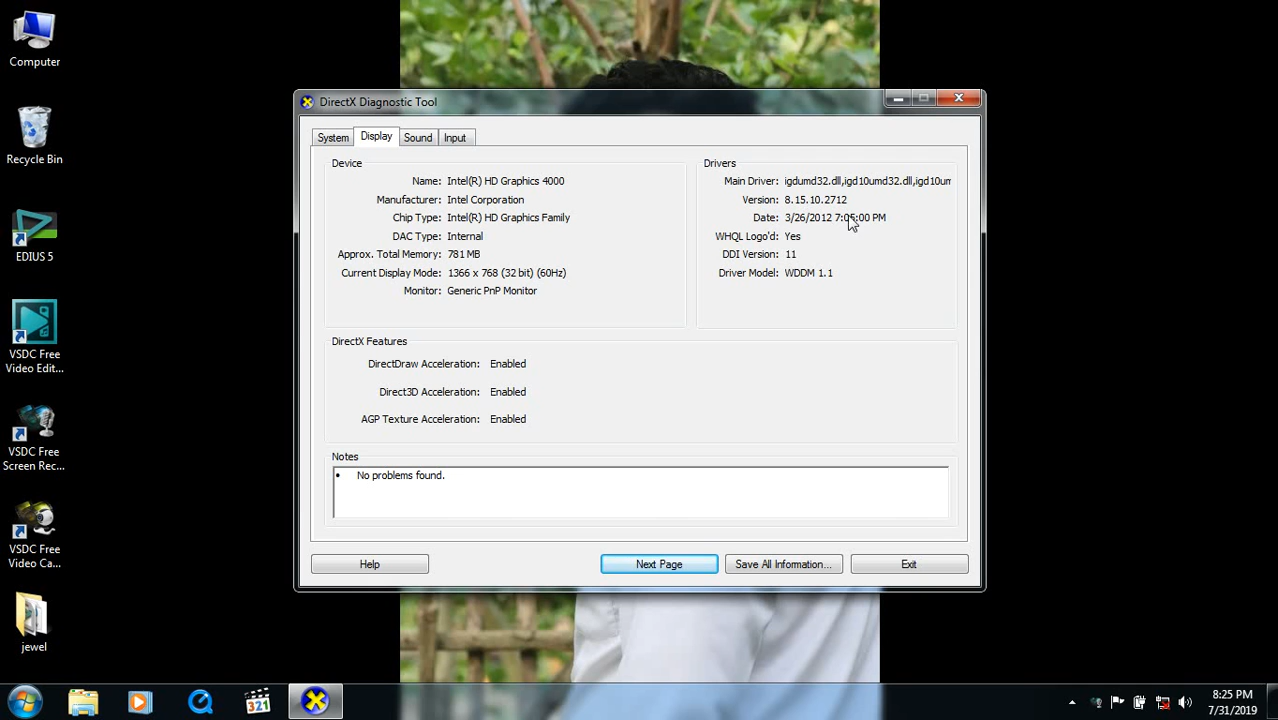 Computer
Recycle Bin
EDIUS 5
VSDC Free
Video Edit...
VSDC Free
Screen Rec...
VSDC Free
Video Ca...
jewel
DirectX Diagnostic Tool
System Display Sound Input
Device
Name: Intel(R) HD Graphics 4000
Manufacturer: Intel Corporation
Chip Type: Intel(R) HD Graphics Family
DAC Type: Internal
Approx. Total Memory: 781 MB
Current Display Mode: 1366 x 768 (32 bit) (60Hz)
Monitor: Generic PnP Monitor
Drivers
Main Driver: igdumd32.dll,igd10umd32.dll,igd10um
Version: 8.15.10.2712
Date: 3/26/2012 7:05:00 PM
WHQL Logo'd: Yes
DDI Version: 11
Driver Model: WDDM 1.1
DirectX Features
DirectDraw Acceleration: Enabled
Direct3D Acceleration: Enabled
AGP Texture Acceleration: Enabled
Notes
• No problems found.
Help Next Page Save All Information... Exit
321
8:25 PM
7/31/2019